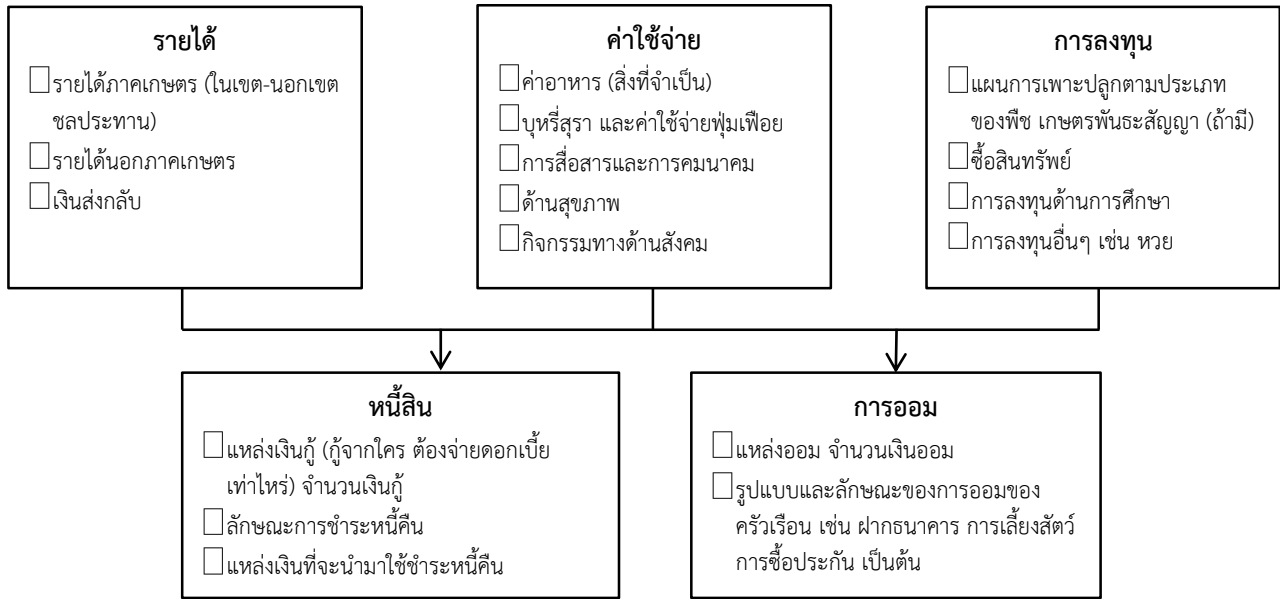 รายได้
รายได้ภาคเกษตร (ในเขต-นอกเขต
ชลประทาน)
รายได้นอกภาคเกษตร
เงินส่งกลับ
ค่าใช้จ่าย
ค่าอาหาร (สิ่งที่จำเป็น)
บุหรี่สุรา และค่าใช้จ่ายฟุ่มเฟือย
การสื่อสารและการคมนาคม
ด้านสุขภาพ
กิจกรรมทางด้านสังคม
การลงทุน
แผนการเพาะปลูกตามประเภท
ของพืช เกษตรพันธะสัญญา (ถ้ามี)
ซื้อสินทรัพย์
การลงทุนด้านการศึกษา
การลงทุนอื่นๆ เช่น หวย
หนี้สิน
แหล่งเงินกู้ (กู้จากใคร ต้องจ่ายดอกเบี้ย
เท่าไหร่) จำนวนเงินกู้
ลักษณะการชำระหนี้คืน
แหล่งเงินที่จะนำมาใช้ชำระหนี้คืน
การออม
แหล่งออม จำนวนเงินออม
รูปแบบและลักษณะของการออมของ
ครัวเรือน เช่น ฝากธนาคาร การเลี้ยงสัตว์
การซื้อประกัน เป็นต้น